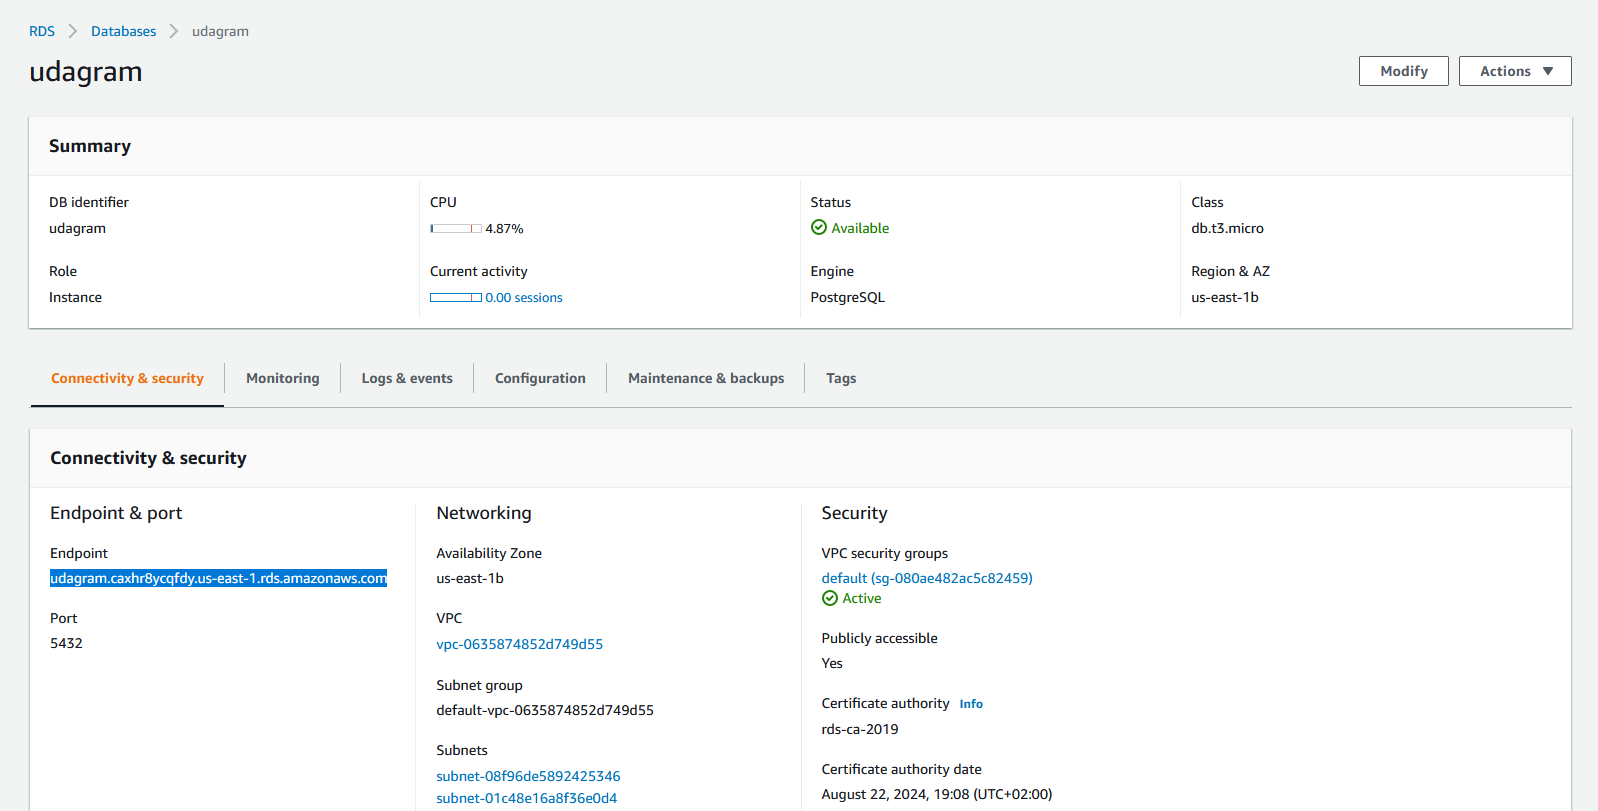 RDS > Databases > udagram
udagram
Modify
Actions
Summary
DB identifier
udagram
CPU
4.87%
Status
Available
Class
db.t3.micro
Role
Instance
Current activity
0.00 sessions
Engine
PostgreSQL
Region & AZ
us-east-1b
Connectivity & security
Monitoring
Logs & events
Configuration
Maintenance & backups
Tags
Connectivity & security
Endpoint & port
Endpoint
udagram.caxhr8ycqfdy.us-east-1.rds.amazonaws.com
Port
5432
Networking
Availability Zone
us-east-1b
VPC
vpc-0635874852d749d55
Subnet group
default-vpc-0635874852d749d55
Subnets
subnet-08f96de5892425346
subnet-01c48e16a8f36e0d4
Security
VPC security groups
default (sg-080ae482ac5c82459)
Active
Publicly accessible
Yes
Certificate authority Info
rds-ca-2019
Certificate authority date
August 22, 2024, 19:08 (UTC+02:00)